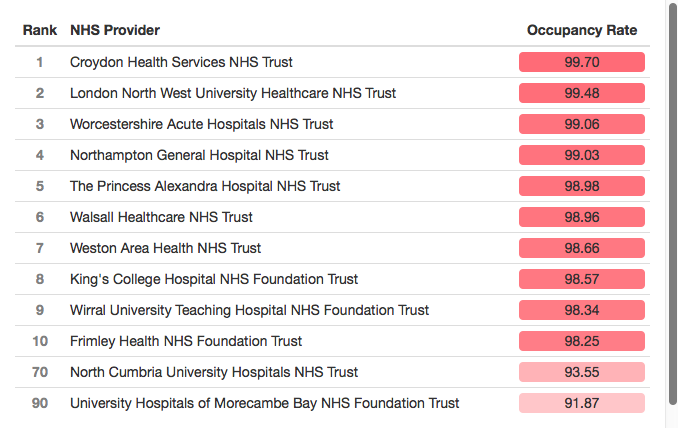 Rank NHS Provider Occupancy Rate
1 Croydon Health Services NHS Trust 99.70
2 London North West University Healthcare NHS Trust 99.48
3 Worcestershire Acute Hospitals NHS Trust 99.06
4 Northampton General Hospital NHS Trust 99.03
5 The Princess Alexandra Hospital NHS Trust 98.98
6 Walsall Healthcare NHS Trust 98.96
7 Weston Area Health NHS Trust 98.66
8 King's College Hospital NHS Foundation Trust 98.57
9 Wirral University Teaching Hospital NHS Foundation Trust 98.34
10 Frimley Health NHS Foundation Trust 98.25
70 North Cumbria University Hospitals NHS Trust 93.55
90 University Hospitals of Morecambe Bay NHS Foundation Trust 91.87